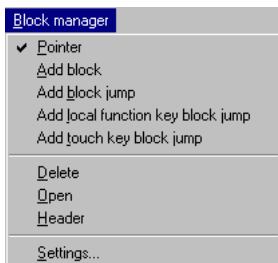 Block manager
Pointer
Add block
Add block jump
Add local function key block jump
Add touch key block jump
Delete
Open
Header
Settings...